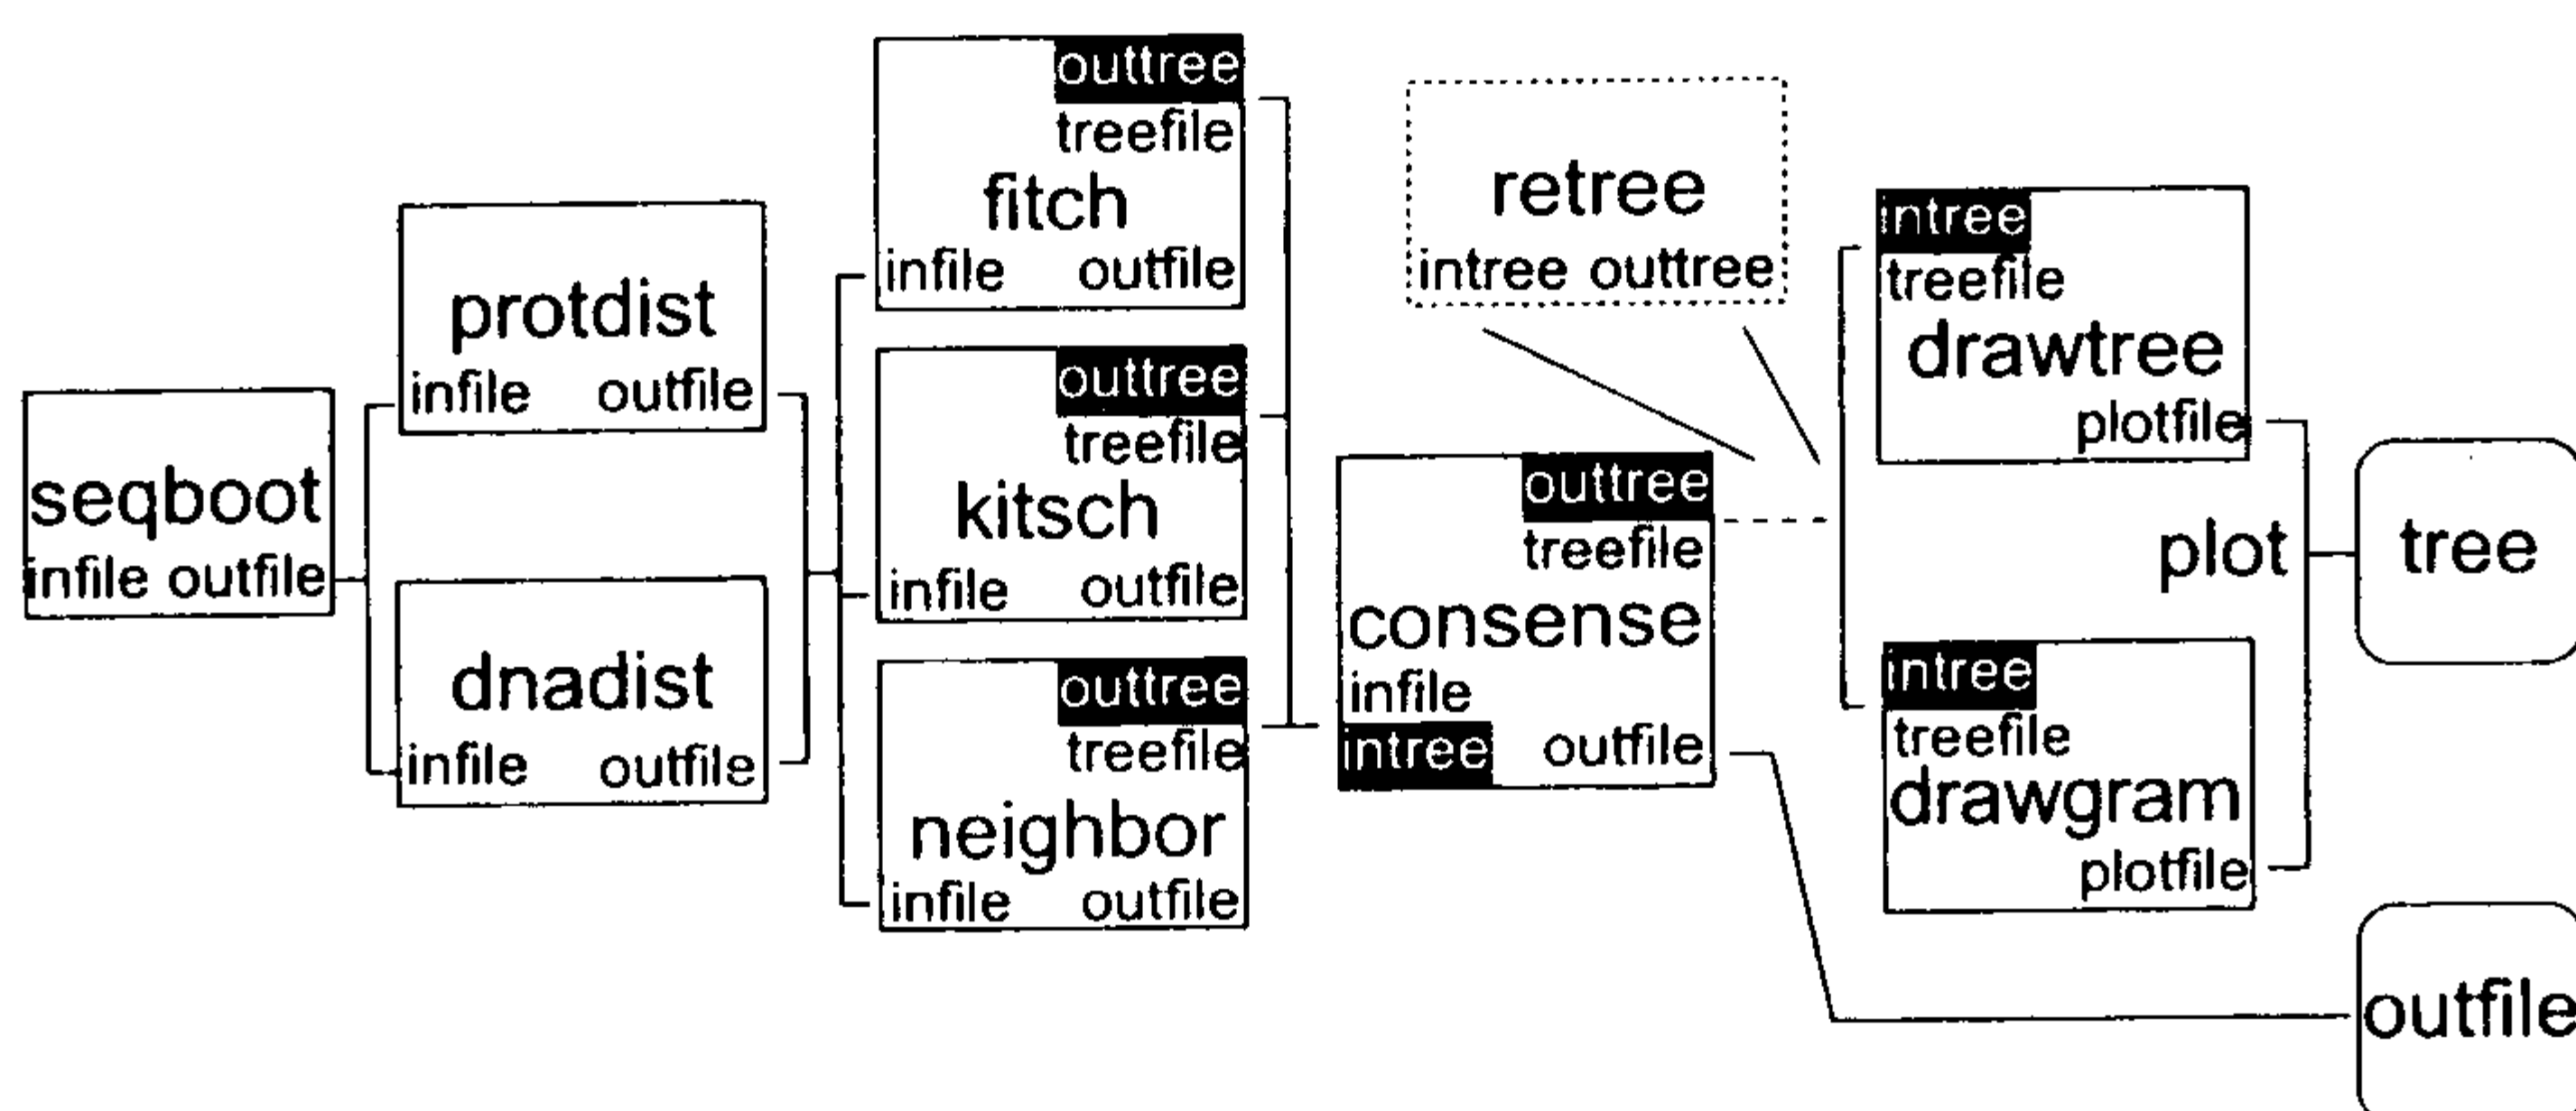 seqboot
infile outfile
protdist
infile outfile
dnadist
infile outfile
outtree
treefile
fitch
infile outfile
outtree
treefile
kitsch
infile outfile
outtree
treefile
neighbor
infile outfile
retree
intree outtree
outtree
treefile
consense
infile
intree outfile
intree
treefile
drawtree
plotfile
plot
intree
treefile
drawgram
plotfile
tree
outfile